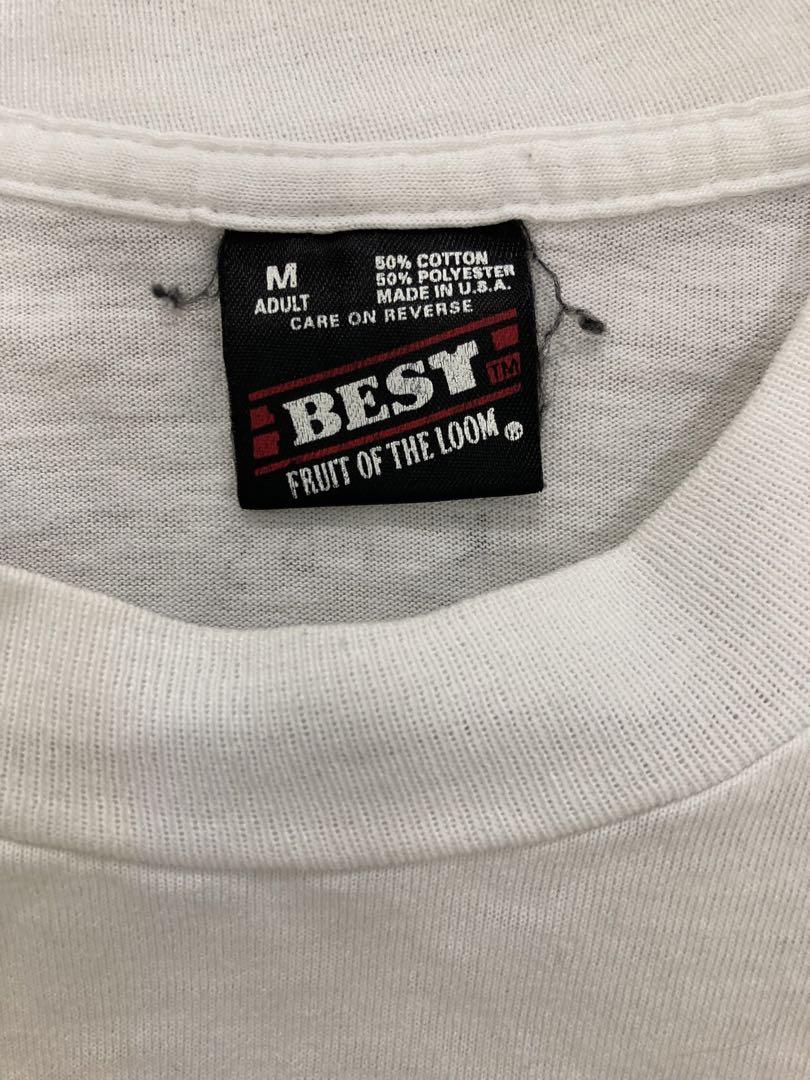 M
ADULT
50% COTTON
50% POLYESTER
MADE IN U.S.A.
CARE ON REVERSE
BEST TM
FRUIT OF THE LOOM ®